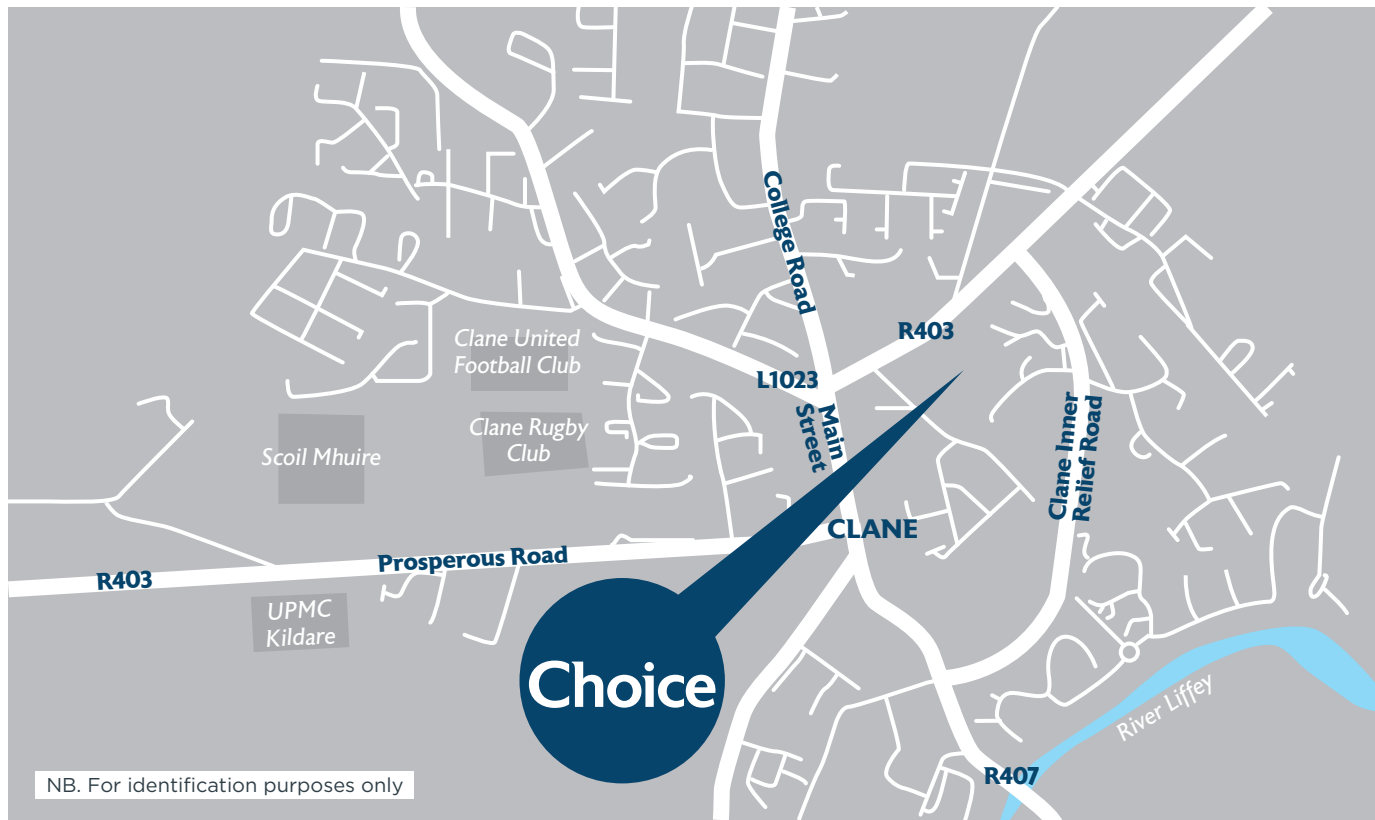 College Road
R403
Clane United
Football Club
L1023
Main
Street
Clane Rugby
Club
Scoil Mhuire
Clane Inner
Relief Road
CLANE
Prosperous Road
R403
UPMC
Kildare
Choice
River Liffey
R407
NB. For identification purposes only